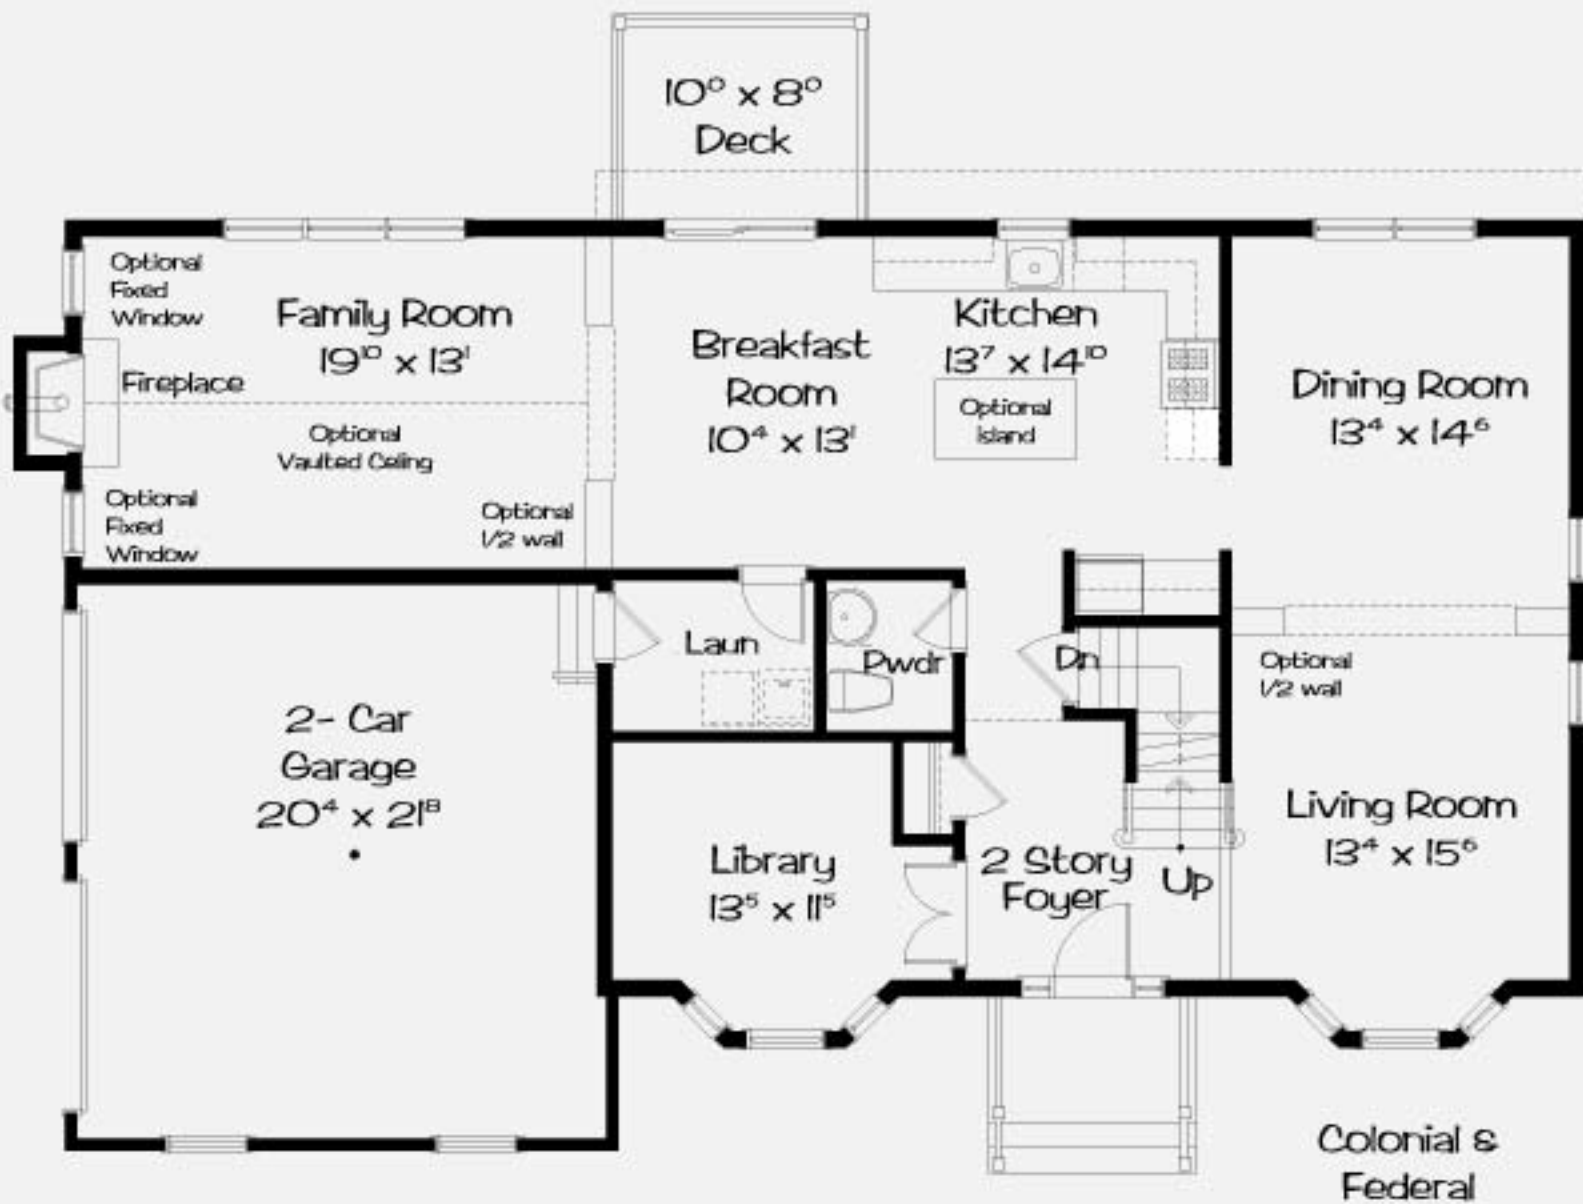 10⁰ x 8⁰
Deck
Optional
Fixed
Window
Family Room
19¹⁰ x 13¹
Fireplace
Optional
Vaulted Celing
Optional
Fixed
Window
Optional
1/2 wall
Breakfast
Room
10⁴ x 13¹
Kitchen
13⁷ x 14¹⁰
Optional
Island
Dining Room
13⁴ x 14⁶
Laun
Pwdr
Dn
Optional
1/2 wall
2- Car
Garage
20⁴ x 21⁸
Library
13⁵ x 11⁵
2 Story
Foyer
Up
Living Room
13⁴ x 15⁶
Colonial &
Federal